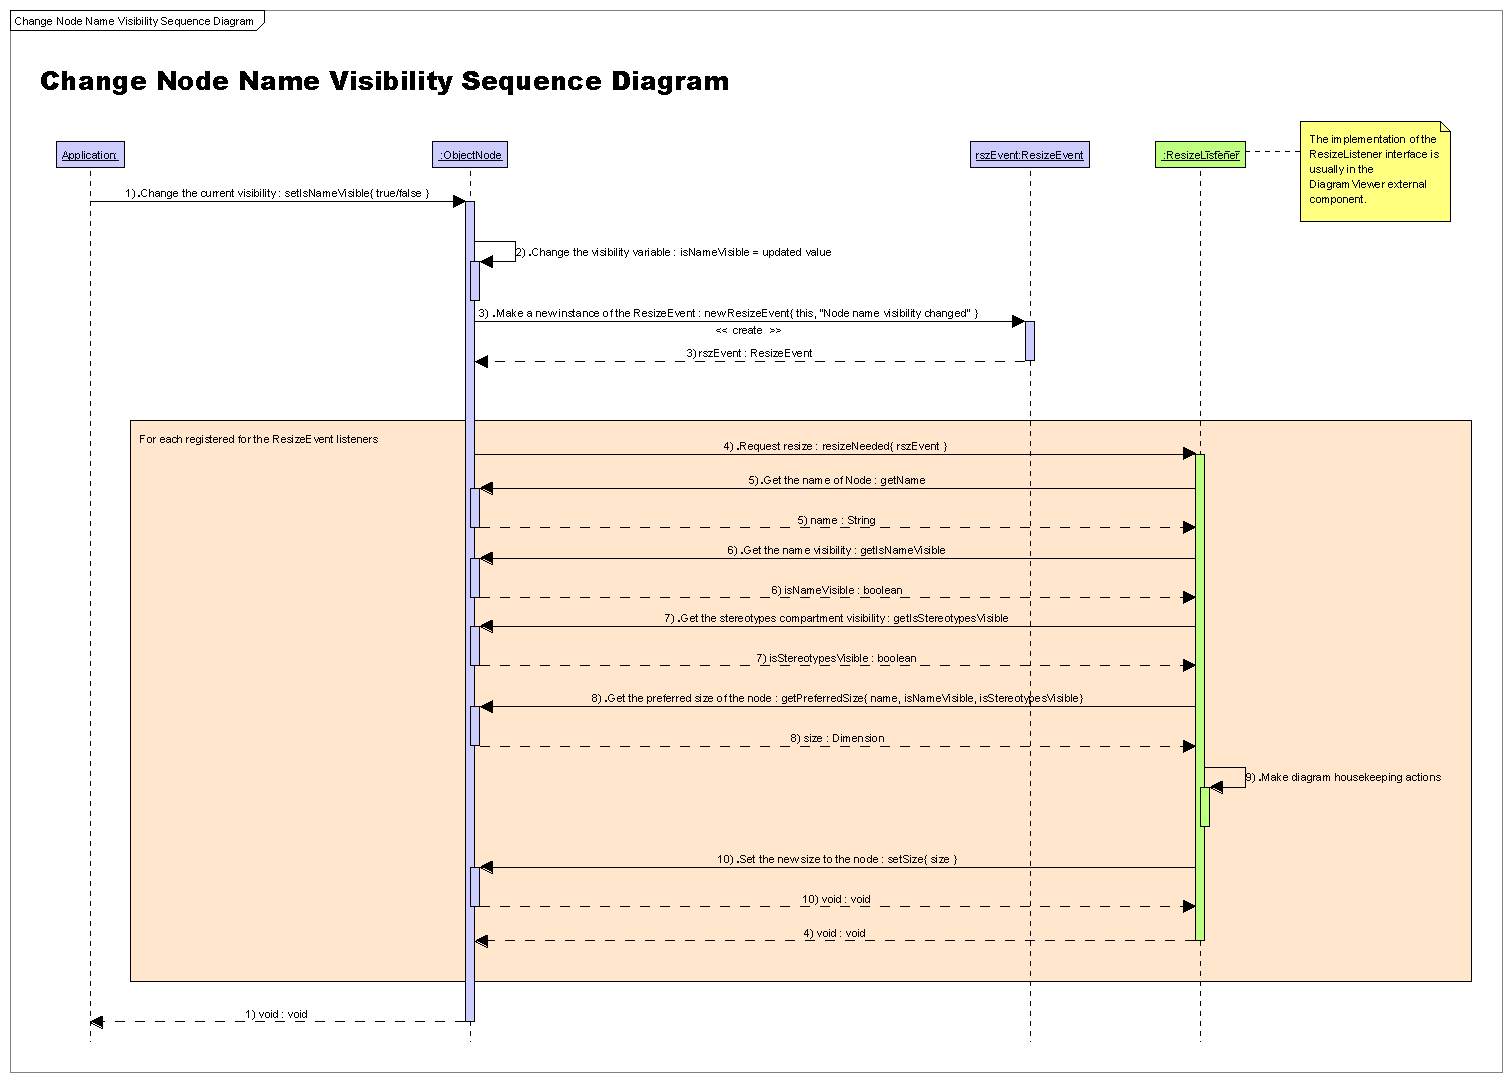 Change Node Name Visibility Sequence Diagram
Change Node Name Visibility Sequence Diagram
Application:
:ObjectNode
rszEvent:ResizeEvent
:ResizeListener
The implementation of the
ResizeListener interface is
usually in the
DiagramViewer external
component.
1).Change the current visibility : setIsNameVisible{ true/false }
2).Change the visibility variable : isNameVisible = updated value
3) .Make a new instance of the ResizeEvent : new ResizeEvent{ this, "Node name visibility changed" }
<< create >>
3) rszEvent : ResizeEvent
For each registered for the ResizeEvent listeners
4) .Request resize : resizeNeeded{ rszEvent }
5).Get the name of Node : getName
5) name : String
6) .Get the name visibility : getIsNameVisible
6) isNameVisible : boolean
7) .Get the stereotypes compartment visibility : getIsStereotypesVisible
7) isStereotypesVisible : boolean
8).Get the preferred size of the node : getPreferredSize{ name, isNameVisible, isStereotypesVisible}
8) size : Dimension
9) .Make diagram housekeeping actions
10) .Set the new size to the node : setSize{ size }
10) void : void
4) void : void
1) void : void